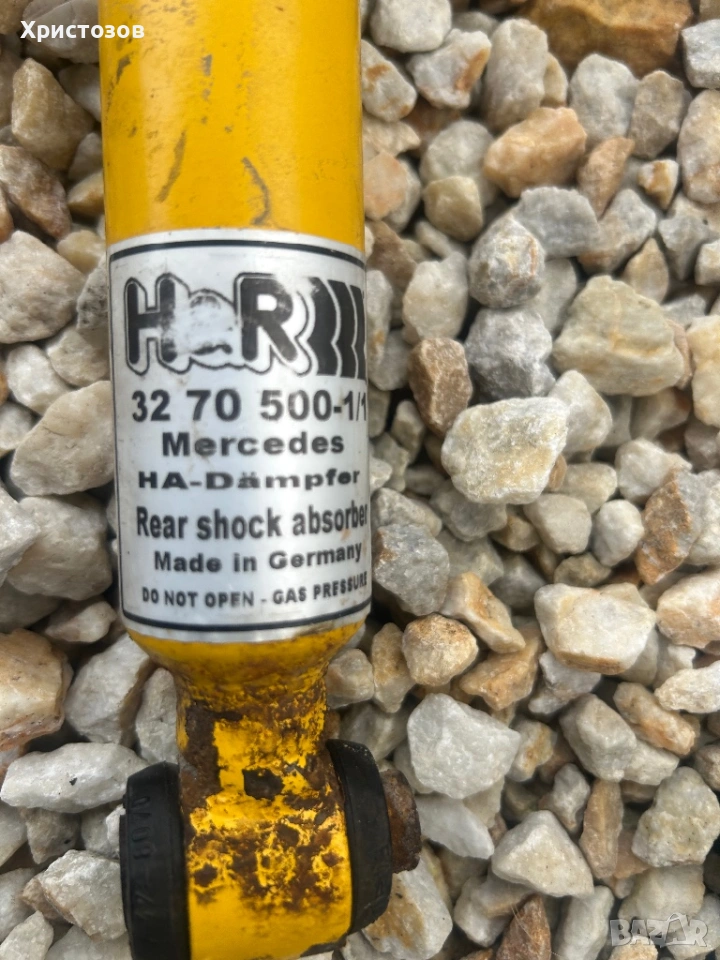 Христозов
H&R
32 70 500-1/1
Mercedes
HA-Dämpfer
Rear shock absorber
Made in Germany
DO NOT OPEN - GAS PRESSURE
BAZAR